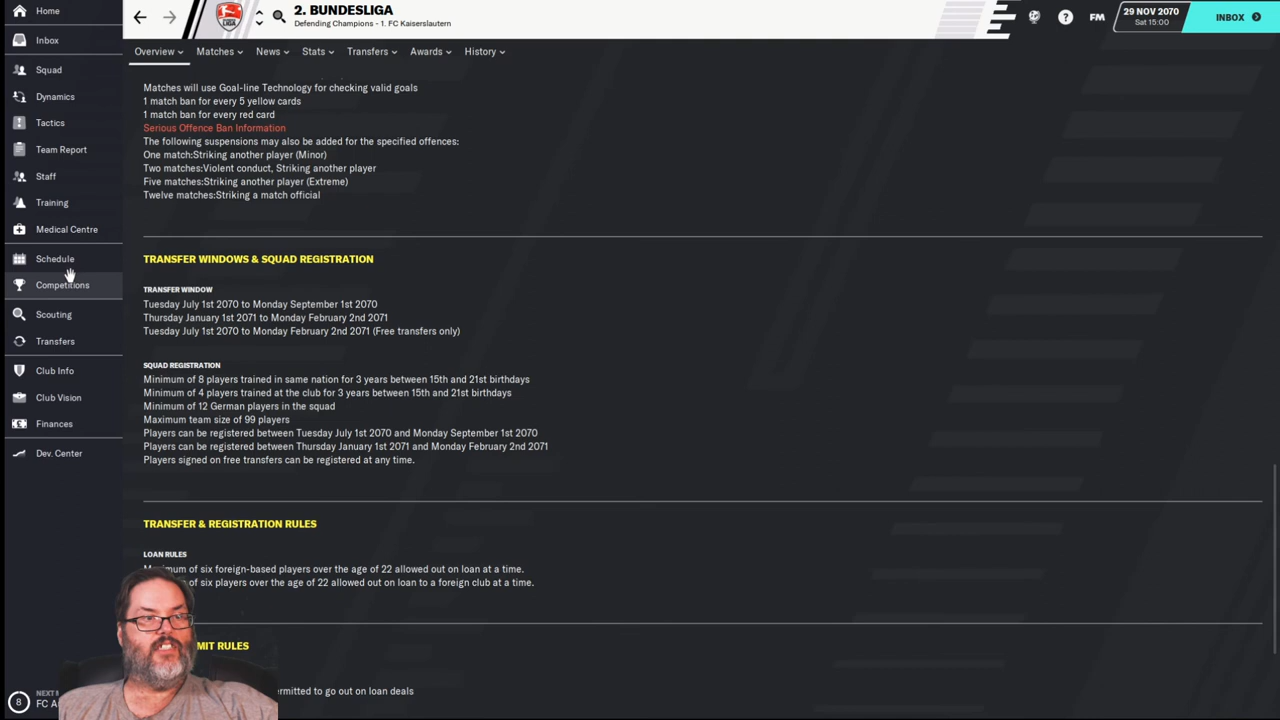 Home
Inbox
Squad
Dynamics
Tactics
Team Report
Staff
Training
Medical Centre
Schedule
Competitions
Scouting
Transfers
Club Info
Club Vision
Finances
Dev. Center
2. BUNDESLIGA
Defending Champions - 1. FC Kaiserslautern
FM
29 NOV 2070
Sat 15:00
INBOX
Overview
Matches
News
Stats
Transfers
Awards
History
Matches will use Goal-line Technology for checking valid goals
1 match ban for every 5 yellow cards
1 match ban for every red card
Serious Offence Ban Information
The following suspensions may also be added for the specified offences:
One match:Striking another player (Minor)
Two matches:Violent conduct, Striking another player
Five matches:Striking another player (Extreme)
Twelve matches:Striking a match official
TRANSFER WINDOWS & SQUAD REGISTRATION
TRANSFER WINDOW
Tuesday July 1st 2070 to Monday September 1st 2070
Thursday January 1st 2071 to Monday February 2nd 2071
Tuesday July 1st 2070 to Monday February 2nd 2071 (Free transfers only)
SQUAD REGISTRATION
Minimum of 8 players trained in same nation for 3 years between 15th and 21st birthdays
Minimum of 4 players trained at the club for 3 years between 15th and 21st birthdays
Minimum of 12 German players in the squad
Maximum team size of 99 players
Players can be registered between Tuesday July 1st 2070 and Monday September 1st 2070
Players can be registered between Thursday January 1st 2071 and Monday February 2nd 2071
Players signed on free transfers can be registered at any time.
TRANSFER & REGISTRATION RULES
LOAN RULES
Maximum of six foreign-based players over the age of 22 allowed out on loan at a time.
of six players over the age of 22 allowed out on loan to a foreign club at a time.
RULES
to go out on loan deals
8
NEXT
FC